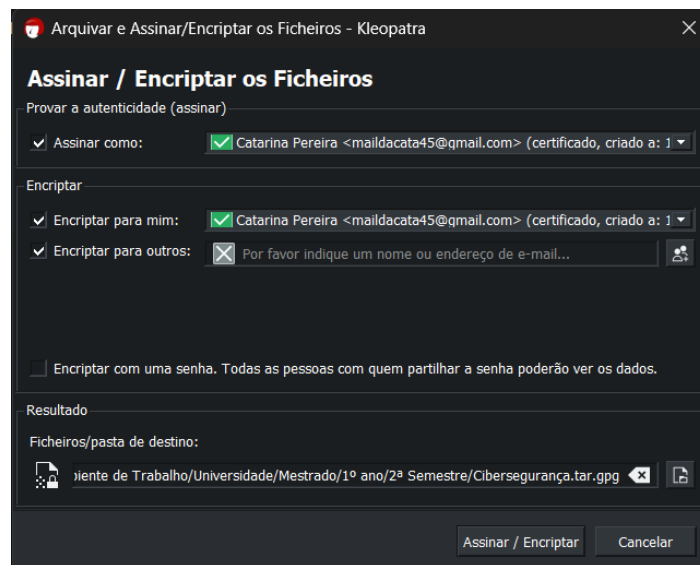 Arquivar e Assinar/Encriptar os Ficheiros - Kleopatra
Assinar / Encriptar os Ficheiros
Provar a autenticidade (assinar)
Assinar como: Catarina Pereira <maildacata45@gmail.com> (certificado, criado a: 1
Encriptar
Encriptar para mim: Catarina Pereira <maildacata45@gmail.com> (certificado, criado a: 1
Encriptar para outros: Por favor indique um nome ou endereço de e-mail...
Encriptar com uma senha. Todas as pessoas com quem partilhar a senha poderão ver os dados.
Resultado
Ficheiros/pasta de destino:
iente de Trabalho/Universidade/Mestrado/1º ano/2ª Semestre/Cibersegurança.tar.gpg
Assinar / Encriptar Cancelar